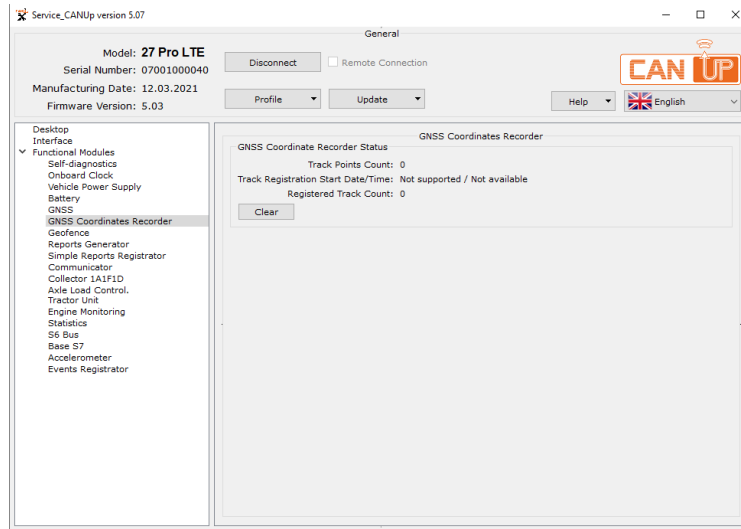 Service_CANUp version 5.07
General
Model: 27 Pro LTE
Serial Number: 07001000040
Manufacturing Date: 12.03.2021
Firmware Version: 5.03
Disconnect
Remote Connection
Profile
Update
Help
English
CAN UP
Desktop
Interface
Functional Modules
Self-diagnostics
Onboard Clock
Vehicle Power Supply
Battery
GNSS
GNSS Coordinates Recorder
Geofence
Reports Generator
Simple Reports Registrator
Communicator
Collector 1A1F1D
Axle Load Control.
Tractor Unit
Engine Monitoring
Statistics
S6 Bus
Base S7
Accelerometer
Events Registrator
GNSS Coordinates Recorder
GNSS Coordinate Recorder Status
Track Points Count: 0
Track Registration Start Date/Time: Not supported / Not available
Registered Track Count: 0
Clear